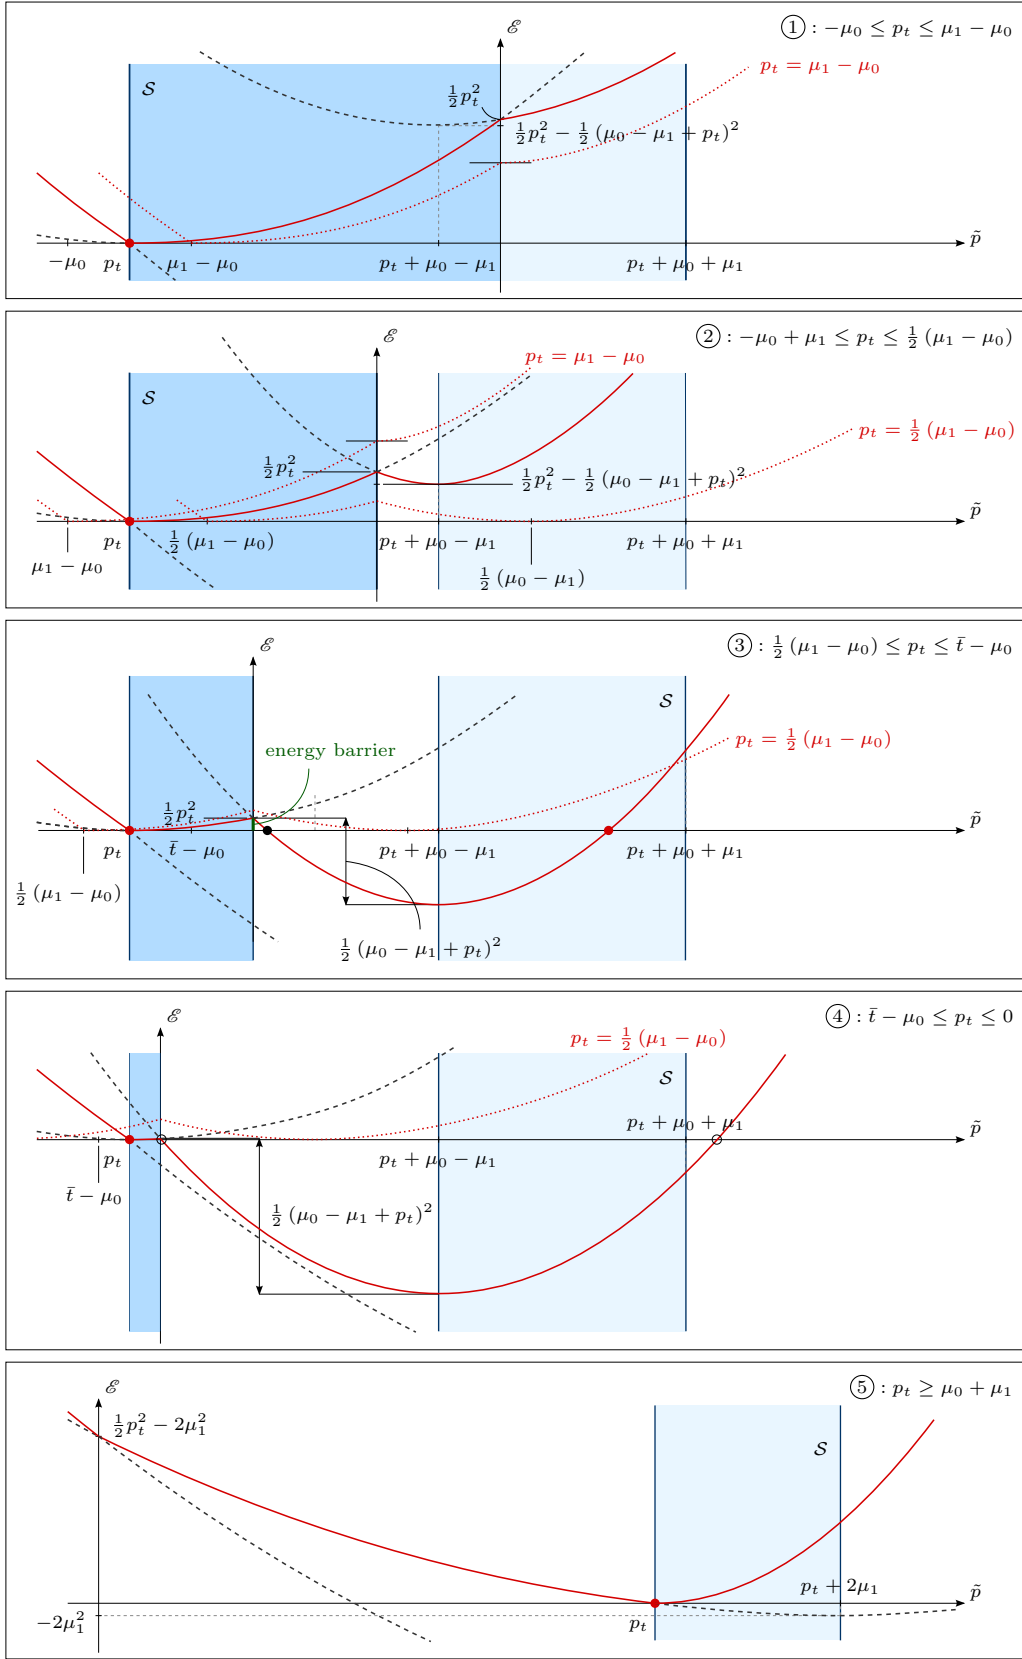 ℰ
① : −μ₀ ≤ pₜ ≤ μ₁ − μ₀
pₜ = μ₁ − μ₀
𝒮
½pₜ²
½pₜ² − ½ (μ₀ − μ₁ + pₜ)²
p̃
−μ₀ pₜ μ₁ − μ₀ pₜ + μ₀ − μ₁ pₜ + μ₀ + μ₁
ℰ
② : −μ₀ + μ₁ ≤ pₜ ≤ ½ (μ₁ − μ₀)
pₜ = μ₁ − μ₀
𝒮
pₜ = ½ (μ₁ − μ₀)
½pₜ²
½pₜ² − ½ (μ₀ − μ₁ + pₜ)²
p̃
pₜ ½ (μ₁ − μ₀) pₜ + μ₀ − μ₁ pₜ + μ₀ + μ₁
μ₁ − μ₀ ½ (μ₀ − μ₁)
ℰ
③ : ½ (μ₁ − μ₀) ≤ pₜ ≤ t̄ − μ₀
𝒮
energy barrier
pₜ = ½ (μ₁ − μ₀)
½pₜ²
p̃
pₜ t̄ − μ₀ pₜ + μ₀ − μ₁ pₜ + μ₀ + μ₁
½ (μ₁ − μ₀)
½ (μ₀ − μ₁ + pₜ)²
ℰ
④ : t̄ − μ₀ ≤ pₜ ≤ 0
pₜ = ½ (μ₁ − μ₀)
𝒮
pₜ + μ₀ + μ₁
p̃
pₜ pₜ + μ₀ − μ₁
t̄ − μ₀
½ (μ₀ − μ₁ + pₜ)²
ℰ
⑤ : pₜ ≥ μ₀ + μ₁
½pₜ² − 2μ₁²
𝒮
pₜ + 2μ₁
p̃
−2μ₁²
pₜ